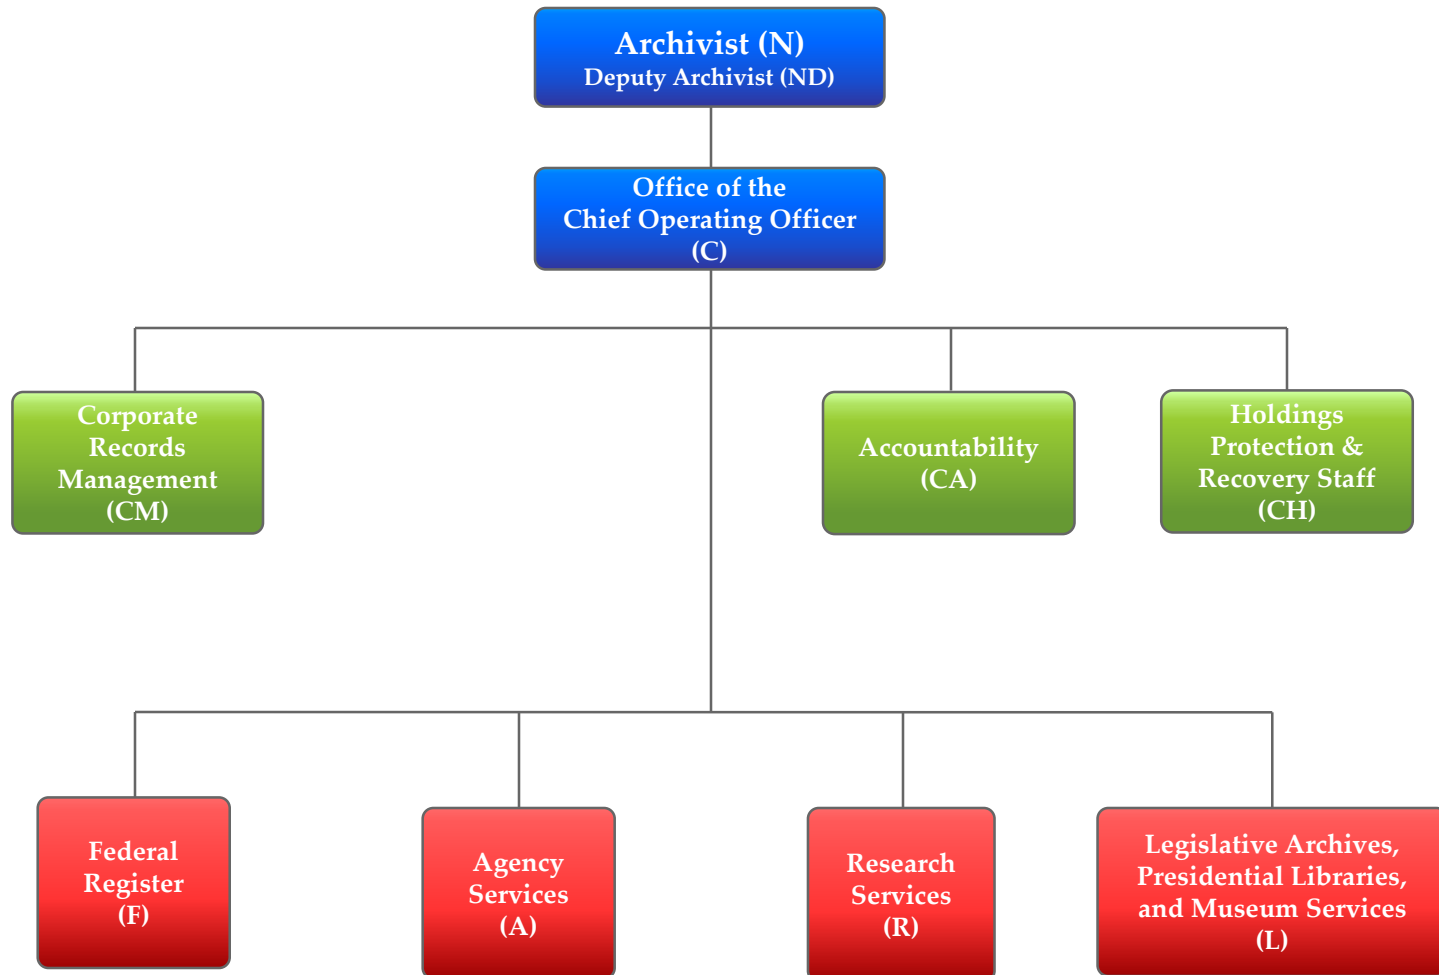 Archivist (N)
Deputy Archivist (ND)
Office of the
Chief Operating Officer
(C)
Corporate
Records
Management
(CM)
Accountability
(CA)
Holdings
Protection &
Recovery Staff
(CH)
Federal
Register
(F)
Agency
Services
(A)
Research
Services
(R)
Legislative Archives,
Presidential Libraries,
and Museum Services
(L)